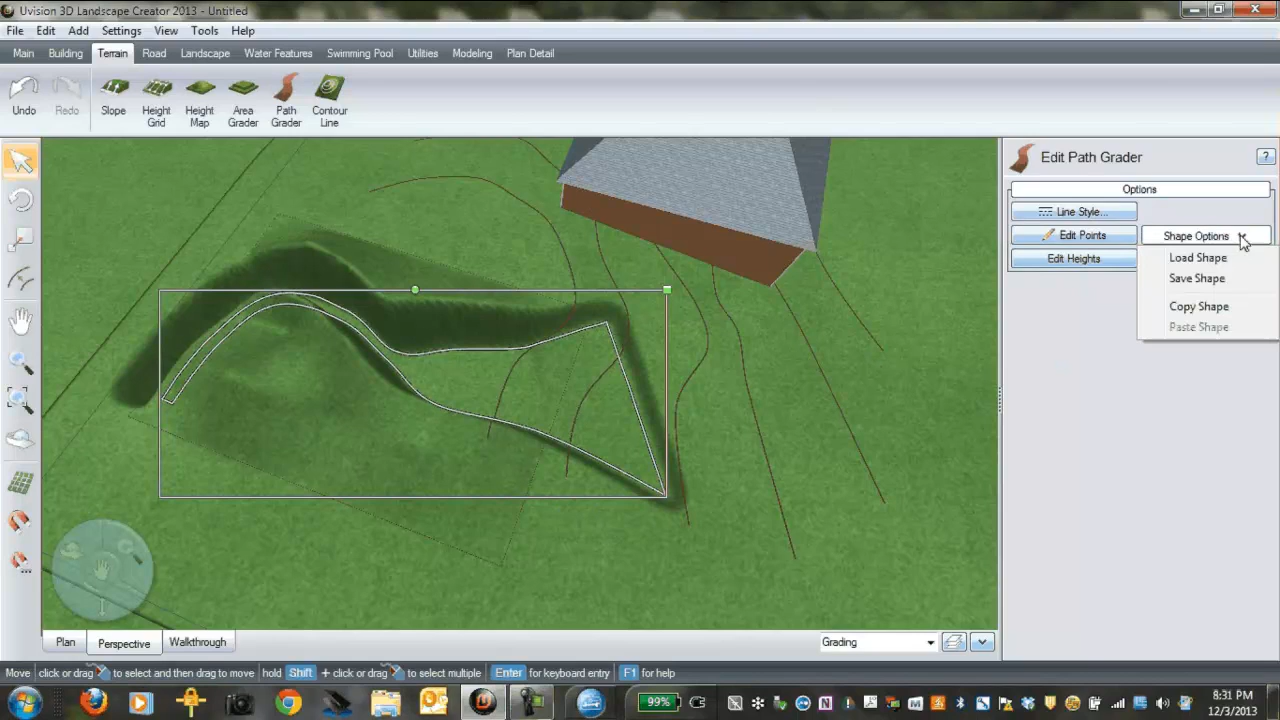 Uvision 3D Landscape Creator 2013 - Untitled
File Edit Add Settings View Tools Help
Main Building Terrain Road Landscape Water Features Swimming Pool Utilities Modeling Plan Detail
Undo Redo Slope Height Grid Height Map Area Grader Path Grader Contour Line
Edit Path Grader ?
Options
Line Style...
Edit Points Shape Options
Edit Heights Load Shape
Save Shape
Copy Shape
Paste Shape
Plan Perspective Walkthrough Grading
Move click or drag to select and then drag to move hold Shift + click or drag to select multiple Enter for keyboard entry F1 for help
99%
8:31 PM
12/3/2013